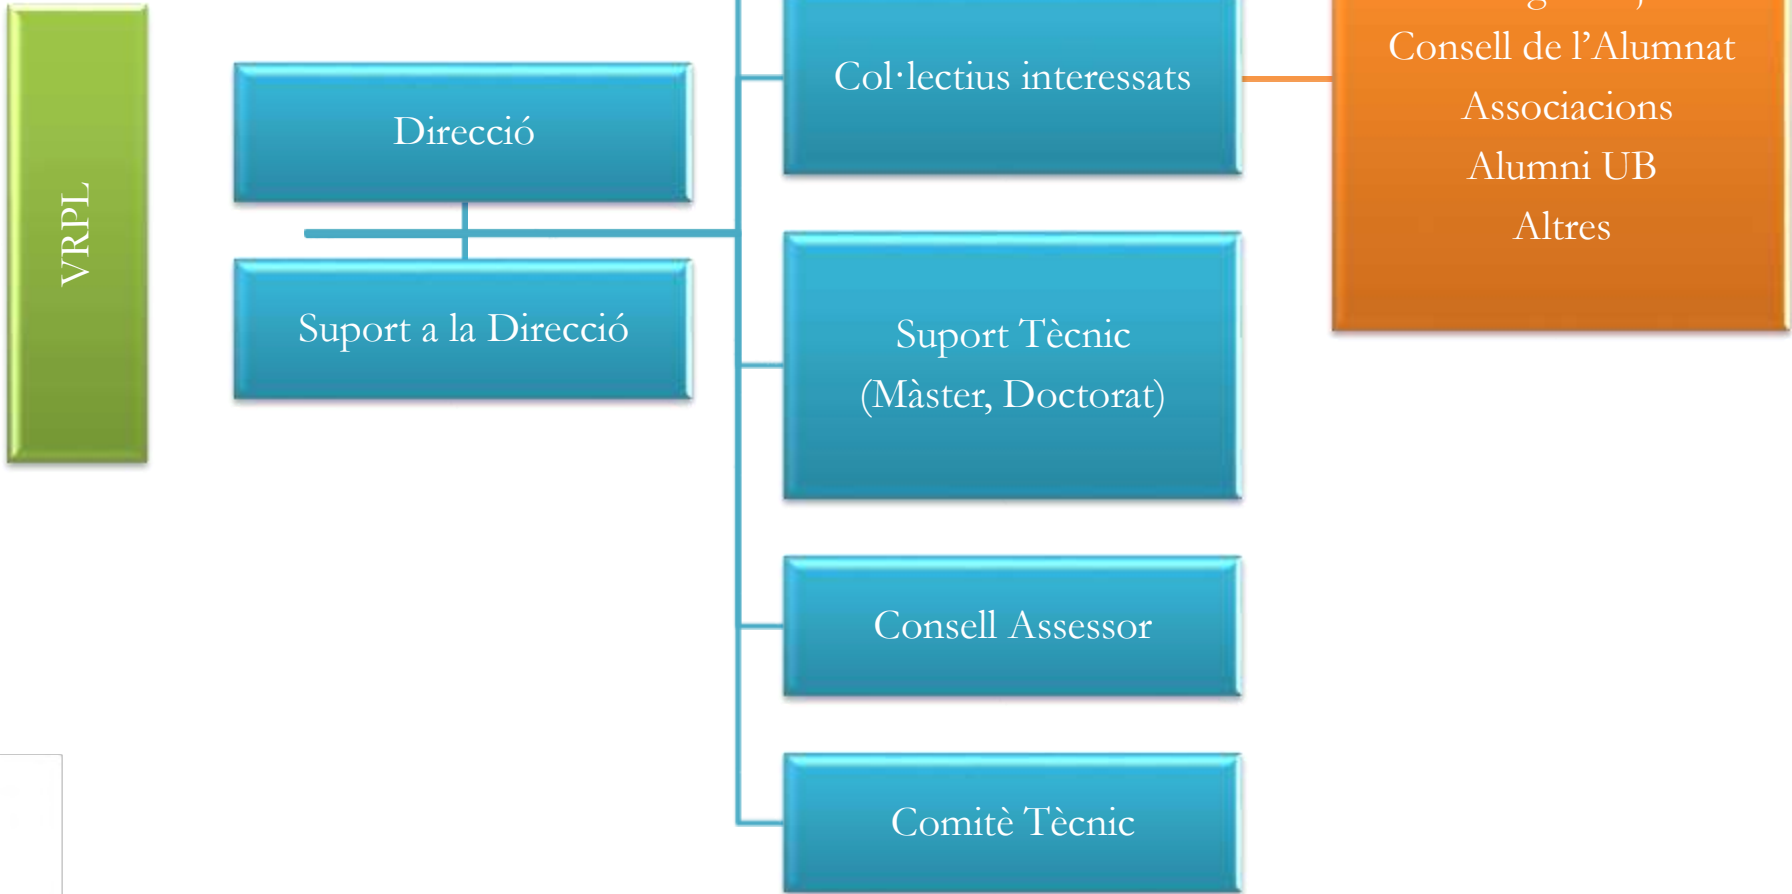 VRPL
Direcció
Suport a la Direcció
Col·lectius interessats
Suport Tècnic
(Màster, Doctorat)
Consell Assessor
Comitè Tècnic
Consell de l’Alumnat
Associacions
Alumni UB
Altres